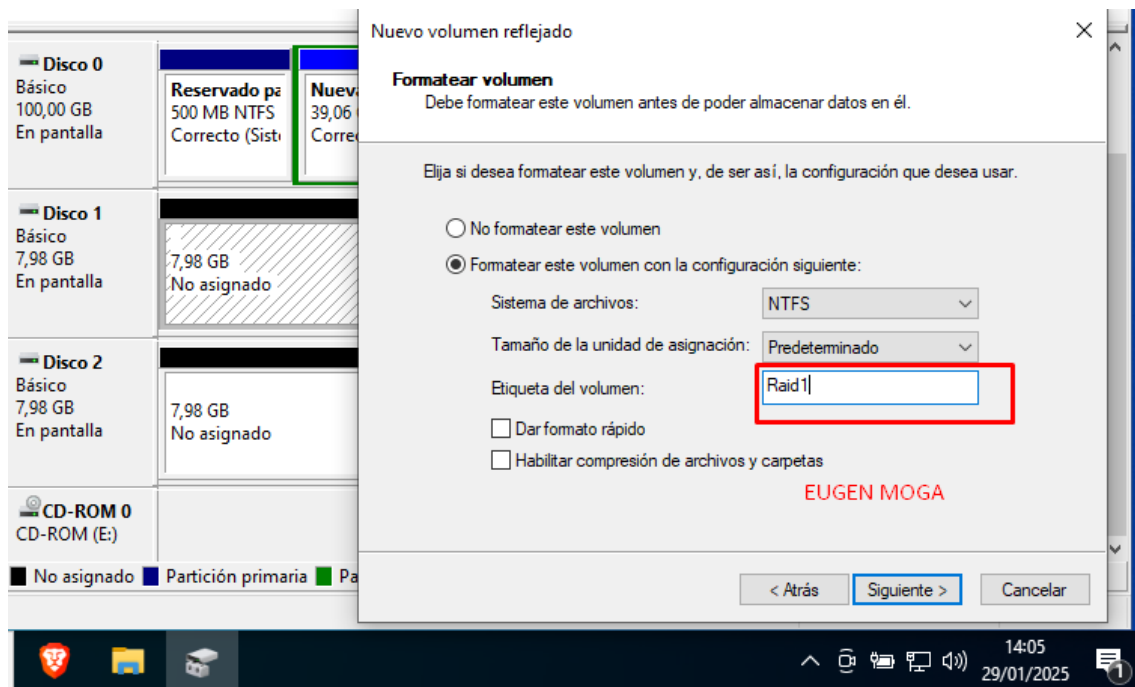 Disco 0
Básico
100,00 GB
En pantalla
Reservado pa
500 MB NTFS
Correcto (Sist
Nueva
39,06
Corre
Disco 1
Básico
7,98 GB
En pantalla
7,98 GB
No asignado
Disco 2
Básico
7,98 GB
En pantalla
7,98 GB
No asignado
CD-ROM 0
CD-ROM (E:)
No asignado Partición primaria Pa
Nuevo volumen reflejado
Formatear volumen
Debe formatear este volumen antes de poder almacenar datos en él.
Elija si desea formatear este volumen y, de ser así, la configuración que desea usar.
No formatear este volumen
Formatear este volumen con la configuración siguiente:
Sistema de archivos: NTFS
Tamaño de la unidad de asignación: Predeterminado
Etiqueta del volumen: Raid1
Dar formato rápido
Habilitar compresión de archivos y carpetas
EUGEN MOGA
< Atrás Siguiente > Cancelar
14:05
29/01/2025
1